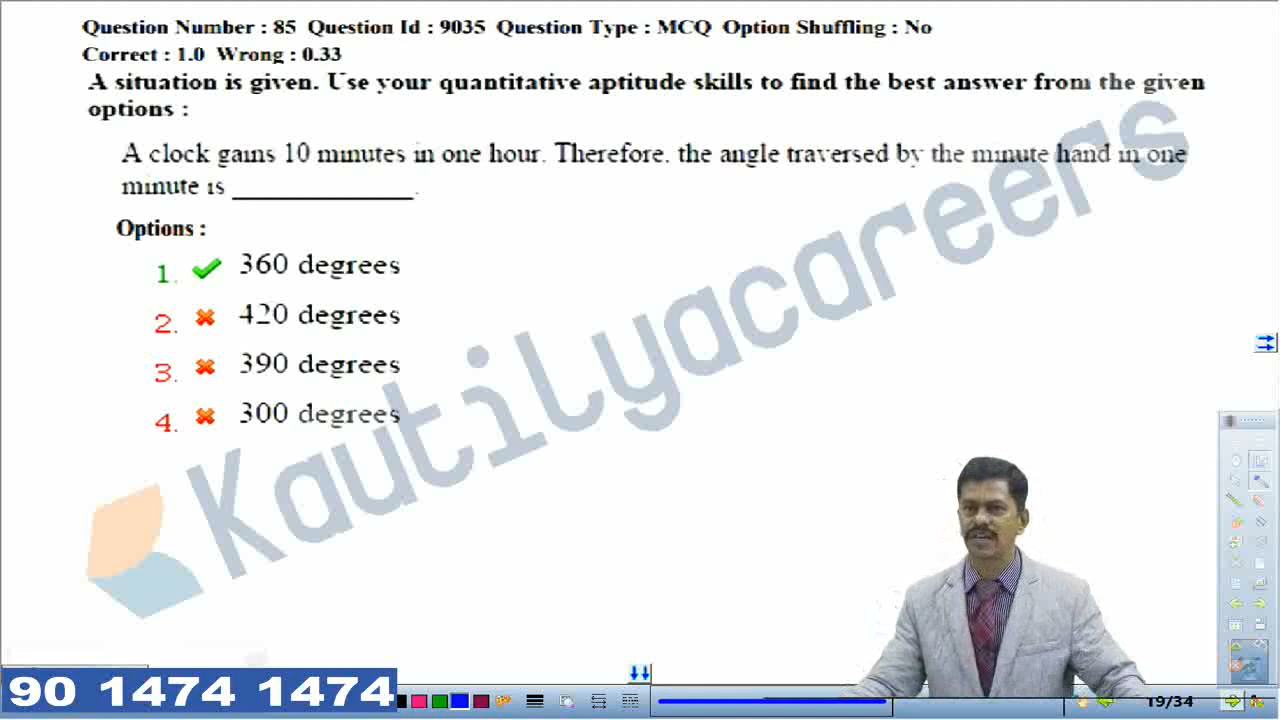 Question Number : 85 Question Id : 9035 Question Type : MCQ Option Shuffling : No
Correct : 1.0 Wrong : 0.33
A situation is given. Use your quantitative aptitude skills to find the best answer from the given
options :
A clock gains 10 minutes in one hour. Therefore, the angle traversed by the minute hand in one
minute is ______________.
Options :
1. 360 degrees
2. 420 degrees
3. 390 degrees
4. 300 degrees
Kautilyacareers
90 1474 1474
19/34